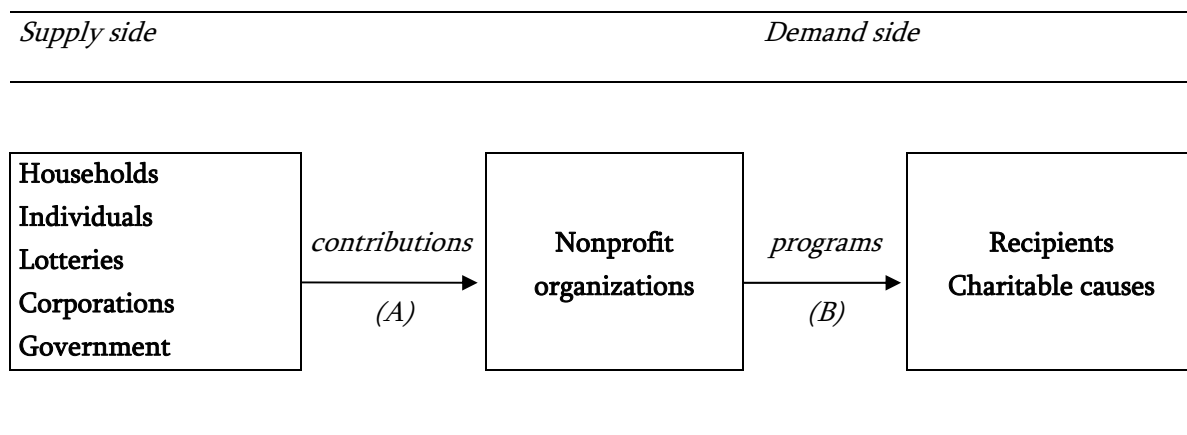 Supply side
Demand side
Households
Individuals
Lotteries
Corporations
Government
contributions
(A)
Nonprofit
organizations
programs
(B)
Recipients
Charitable causes